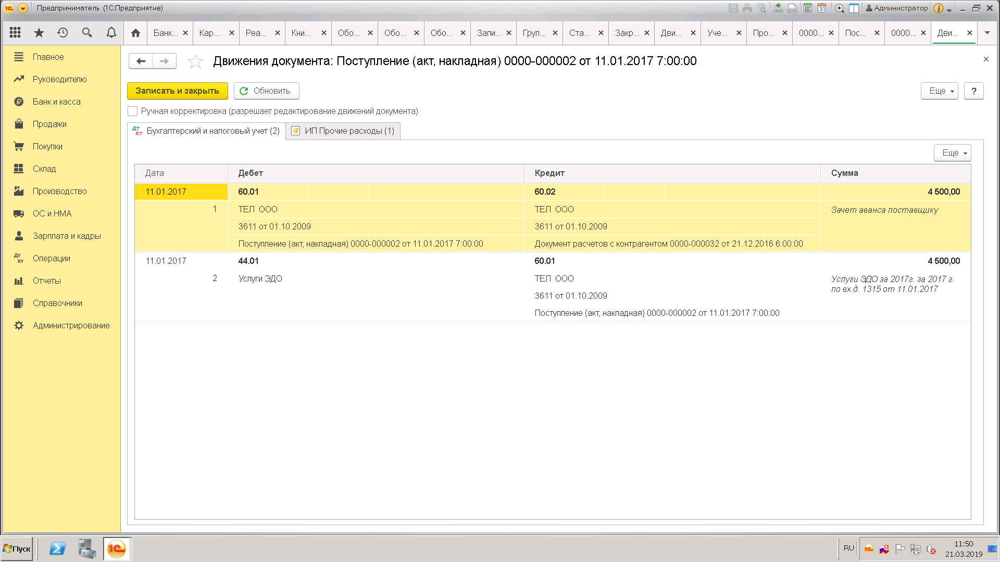 Предприниматель (1С:Предприятие)
31
Администратор
Банк...
Кар...
Реа...
Кни...
Обо...
Обо...
Обо...
Запи...
Груп...
Ста...
Закр...
Дви...
Уче...
Про...
0000...
Пос...
0000...
Дви...
Главное
Руководителю
Банк и касса
Продажи
Покупки
Склад
Производство
ОС и НМА
Зарплата и кадры
Операции
Отчеты
Справочники
Администрирование
Движения документа: Поступление (акт, накладная) 0000-000002 от 11.01.2017 7:00:00
Записать и закрыть
Обновить
Еще
?
Ручная корректировка (разрешает редактирование движений документа)
Дт Кт Бухгалтерский и налоговый учет (2)
ИП Прочие расходы (1)
Еще
Дата Дебет Кредит Сумма
11.01.2017 60.01 60.02 4 500,00
1 ТЕЛ ООО ТЕЛ ООО Зачет аванса поставщику
3611 от 01.10.2009 3611 от 01.10.2009
Поступление (акт, накладная) 0000-000002 от 11.01.2017 7:00:00 Документ расчетов с контрагентом 0000-000032 от 21.12.2016 6:00:00
11.01.2017 44.01 60.01 4 500,00
2 Услуги ЭДО ТЕЛ ООО Услуги ЭДО за 2017г. за 2017 г.
по вх.д. 1315 от 11.01.2017
3611 от 01.10.2009
Поступление (акт, накладная) 0000-000002 от 11.01.2017 7:00:00
Пуск
RU
11:50
21.03.2019